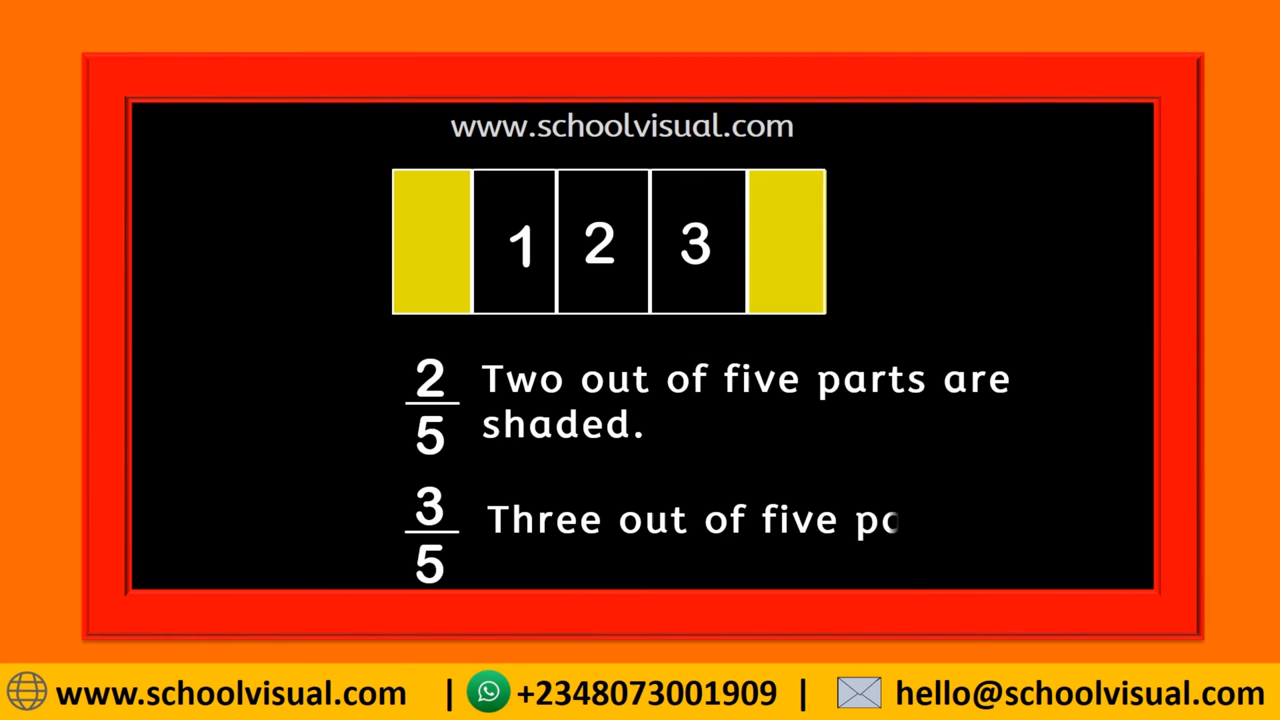 www.schoolvisual.com
1 2 3
2
5
Two out of five parts are
shaded.
3
5
Three out of five
www.schoolvisual.com | +2348073001909 | hello@schoolvisual.com